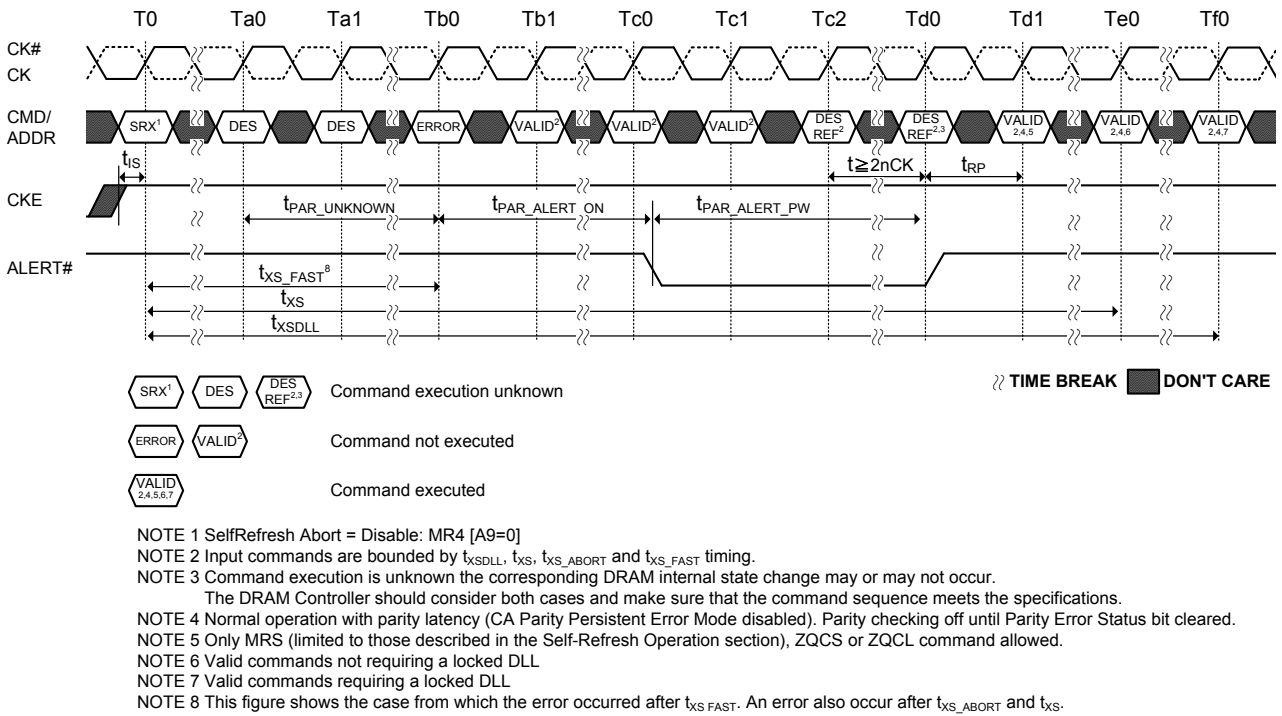 T0 Ta0 Ta1 Tb0 Tb1 Tc0 Tc1 Tc2 Td0 Td1 Te0 Tf0
CK#
CK
CMD/
ADDR
SRX1 DES DES ERROR VALID2 VALID2 VALID2 DES REF2 DES REF2,3 VALID 2,4,5 VALID 2,4,6 VALID 2,4,7
tIS t≧2nCK tRP
CKE
tPAR_UNKNOWN tPAR_ALERT_ON tPAR_ALERT_PW
ALERT#
tXS_FAST8
tXS
tXSDLL
SRX1 DES DES REF2,3 Command execution unknown
TIME BREAK DON'T CARE
ERROR VALID2 Command not executed
VALID 2,4,5,6,7 Command executed
NOTE 1 SelfRefresh Abort = Disable: MR4 [A9=0]
NOTE 2 Input commands are bounded by tXSDLL, tXS, tXS_ABORT and tXS_FAST timing.
NOTE 3 Command execution is unknown the corresponding DRAM internal state change may or may not occur.
The DRAM Controller should consider both cases and make sure that the command sequence meets the specifications.
NOTE 4 Normal operation with parity latency (CA Parity Persistent Error Mode disabled). Parity checking off until Parity Error Status bit cleared.
NOTE 5 Only MRS (limited to those described in the Self-Refresh Operation section), ZQCS or ZQCL command allowed.
NOTE 6 Valid commands not requiring a locked DLL
NOTE 7 Valid commands requiring a locked DLL
NOTE 8 This figure shows the case from which the error occurred after tXS FAST. An error also occur after tXS_ABORT and tXS.